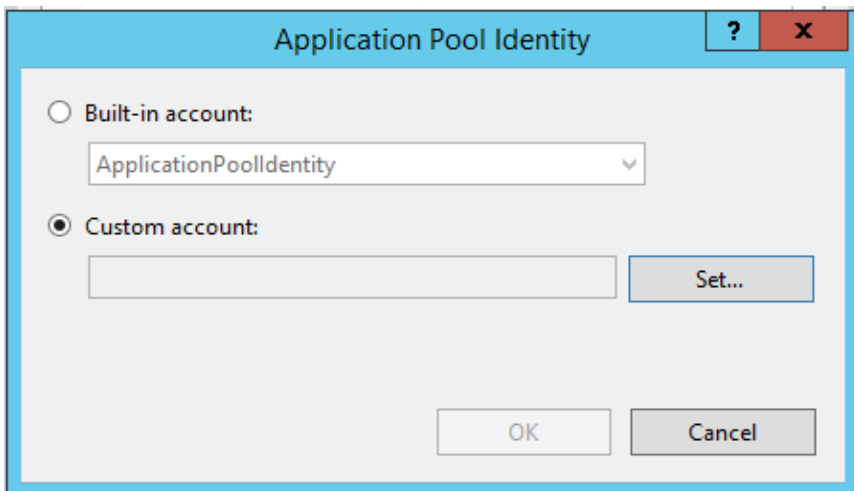 Application Pool Identity
?
x
Built-in account:
ApplicationPoolIdentity
Custom account:
Set...
OK
Cancel